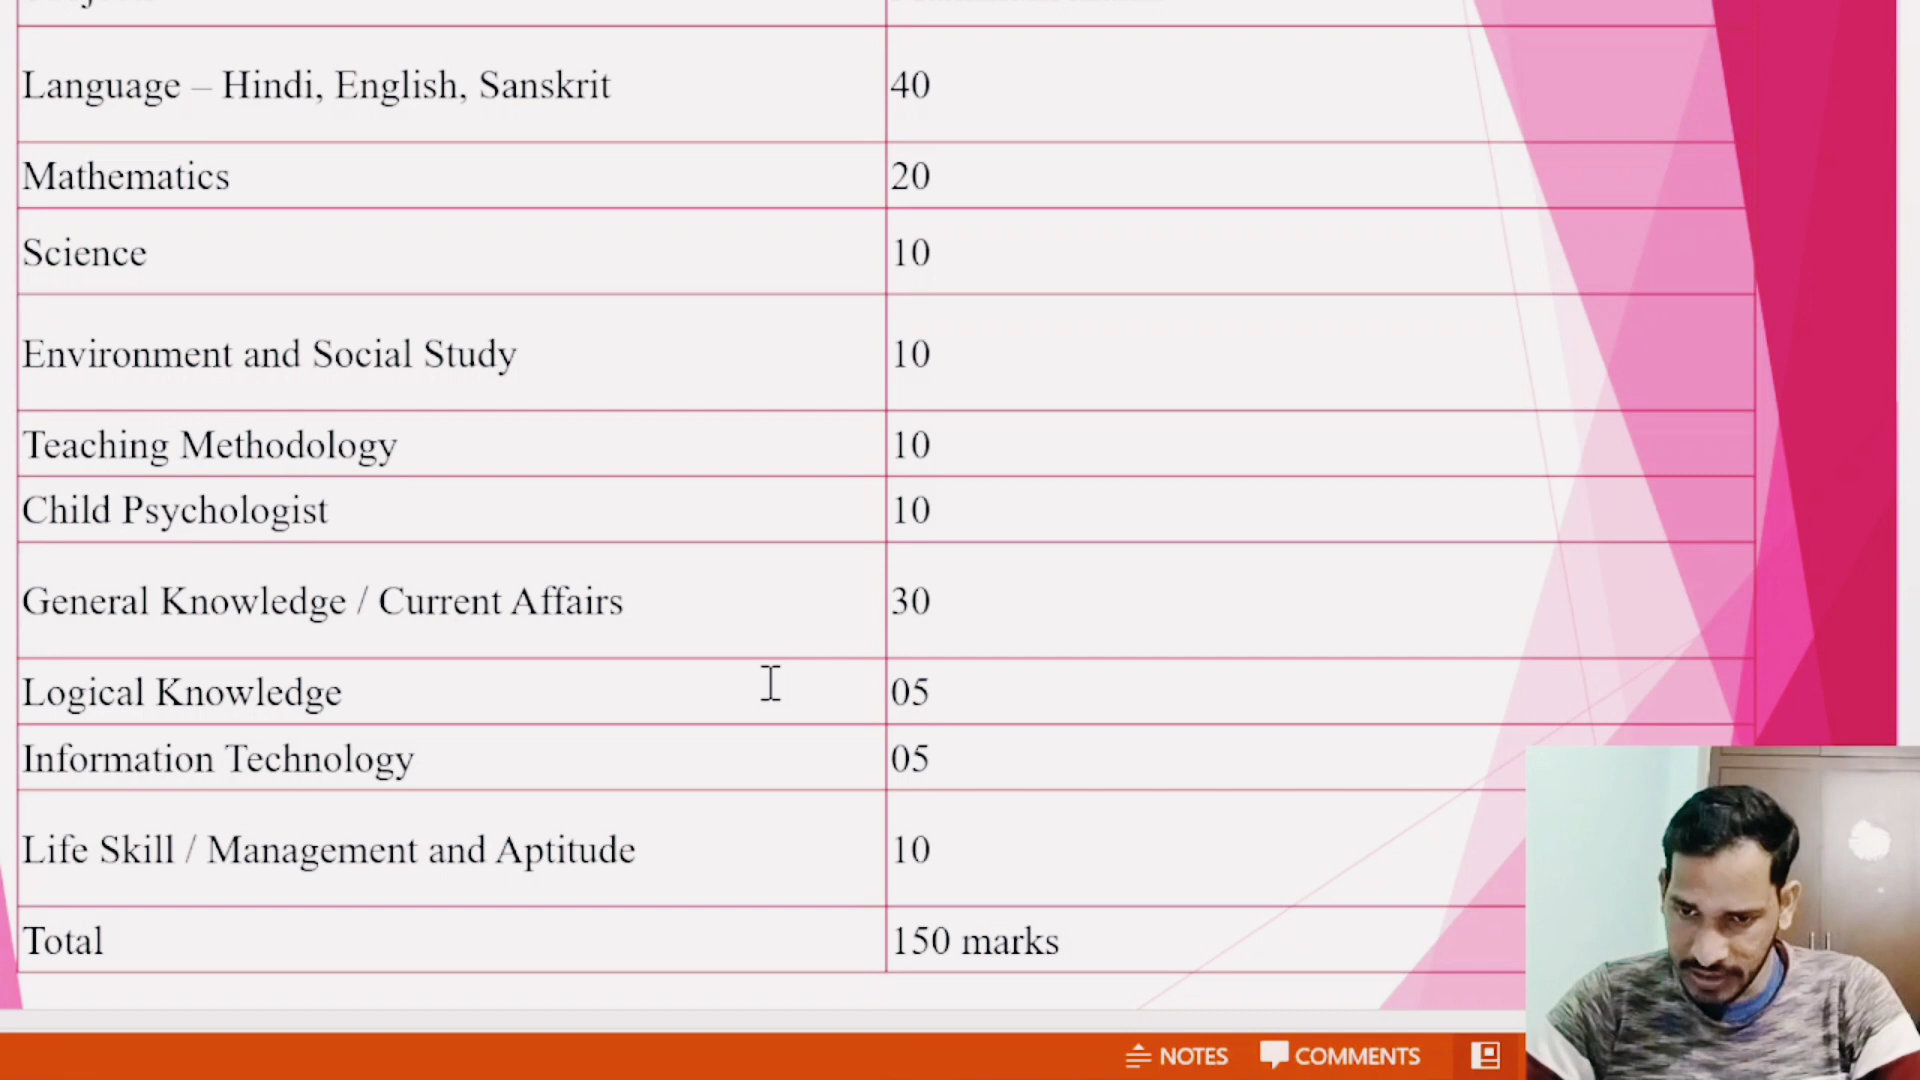 Language – Hindi, English, Sanskrit 40
Mathematics 20
Science 10
Environment and Social Study 10
Teaching Methodology 10
Child Psychologist 10
General Knowledge / Current Affairs 30
Logical Knowledge 05
Information Technology 05
Life Skill / Management and Aptitude 10
Total 150 marks
NOTES COMMENTS